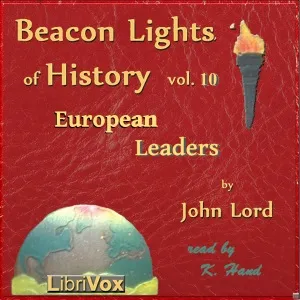 Beacon Lights
of History vol. 10
European
Leaders
by
John Lord
read by
K. Hand
LibriVox